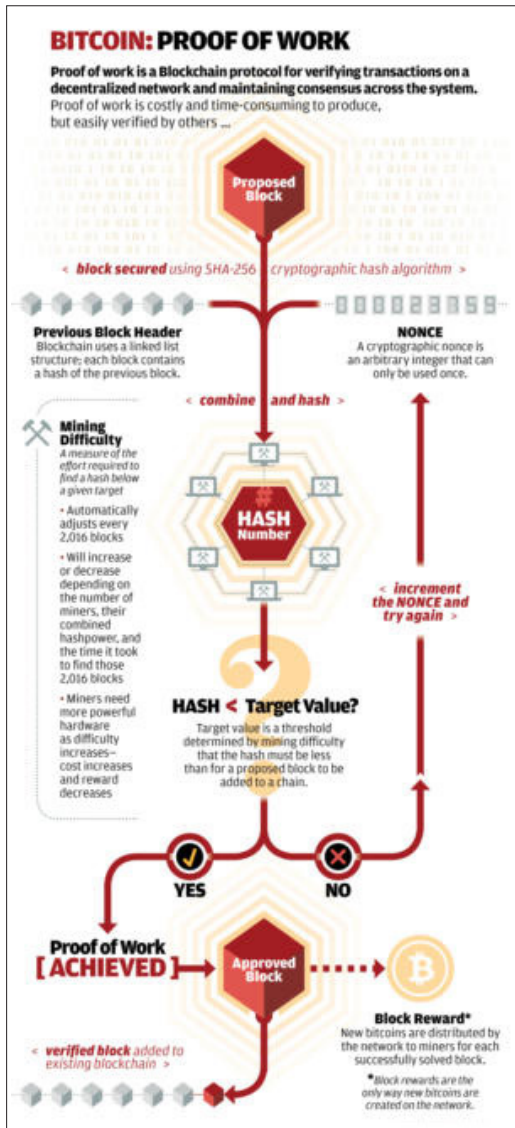 BITCOIN: PROOF OF WORK
Proof of work is a Blockchain protocol for verifying transactions on a
decentralized network and maintaining consensus across the system.
Proof of work is costly and time-consuming to produce,
but easily verified by others ...
Proposed
Block
< block secured using SHA-256 cryptographic hash algorithm >
Previous Block Header
Blockchain uses a linked list
structure; each block contains
a hash of the previous block.
0000023759
NONCE
A cryptographic nonce is
an arbitrary integer that can
only be used once.
< combine and hash >
Mining
Difficulty
A measure of the
effort required to
find a hash below
a given target
• Automatically
adjusts every
2,016 blocks
• Will increase
or decrease
depending on
the number of
miners, their
combined
hashpower, and
the time it took
to find those
2,016 blocks
• Miners need
more powerful
hardware
as difficulty
increases—
cost increases
and reward
decreases
#
HASH
Number
< increment
the NONCE and
try again >
?
HASH < Target Value?
Target value is a threshold
determined by mining difficulty
that the hash must be less
than for a proposed block to be
added to a chain.
YES
NO
Proof of Work
[ ACHIEVED ]
Approved
Block
Block Reward*
New bitcoins are distributed by
the network to miners for each
successfully solved block.
*Block rewards are the
only way new bitcoins are
created on the network.
< verified block added to
existing blockchain >